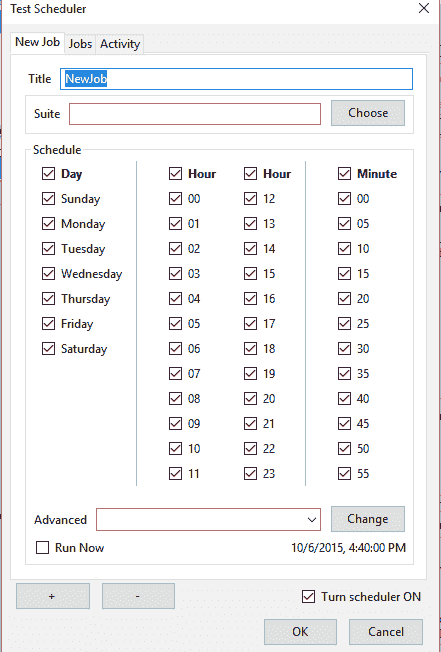 Test Scheduler
New Job Jobs Activity
Title NewJob
Suite Choose
Schedule
Day Hour Hour Minute
Sunday 00 12 00
Monday 01 13 05
Tuesday 02 14 10
Wednesday 03 15 15
Thursday 04 16 20
Friday 05 17 25
Saturday 06 18 30
07 19 35
08 20 40
09 21 45
10 22 50
11 23 55
Advanced Change
Run Now 10/6/2015, 4:40:00 PM
+ - Turn scheduler ON
OK Cancel